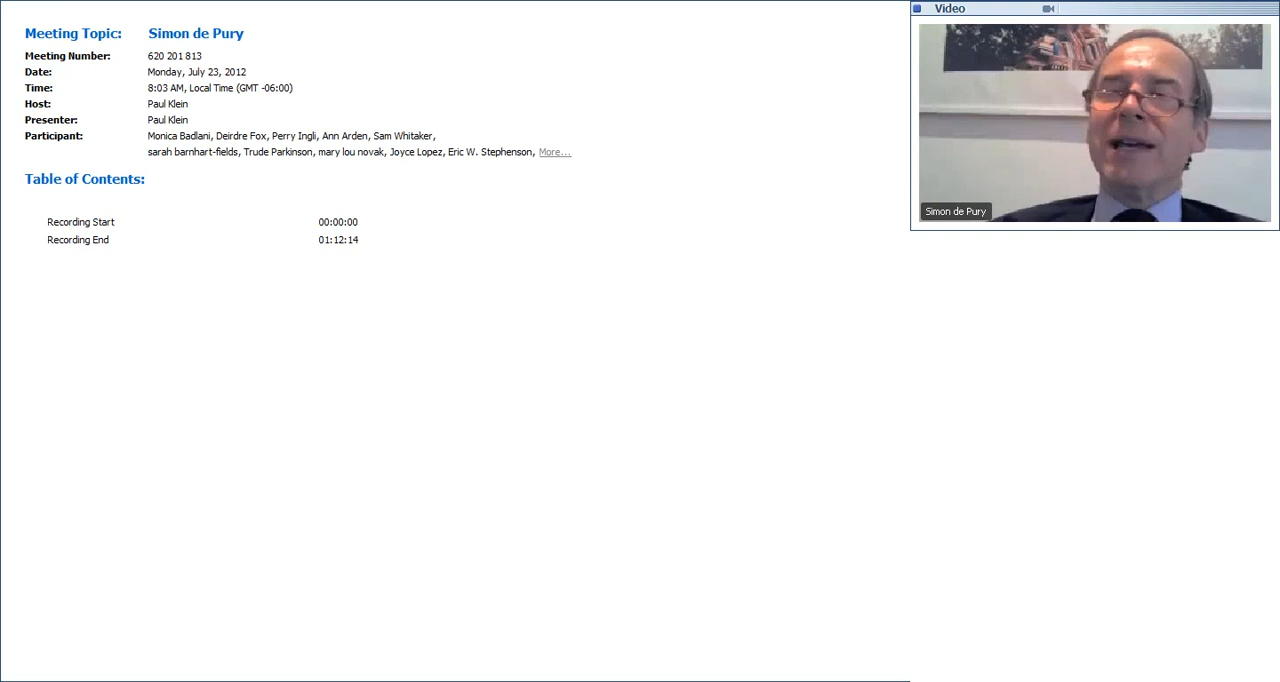 Meeting Topic: Simon de Pury
Meeting Number: 620 201 813
Date: Monday, July 23, 2012
Time: 8:03 AM, Local Time (GMT -06:00)
Host: Paul Klein
Presenter: Paul Klein
Participant: Monica Badlani, Deirdre Fox, Perry Ingli, Ann Arden, Sam Whitaker,
sarah barnhart-fields, Trude Parkinson, mary lou novak, Joyce Lopez, Eric W. Stephenson, More...
Table of Contents:
Recording Start 00:00:00
Recording End 01:12:14
Video
Simon de Pury